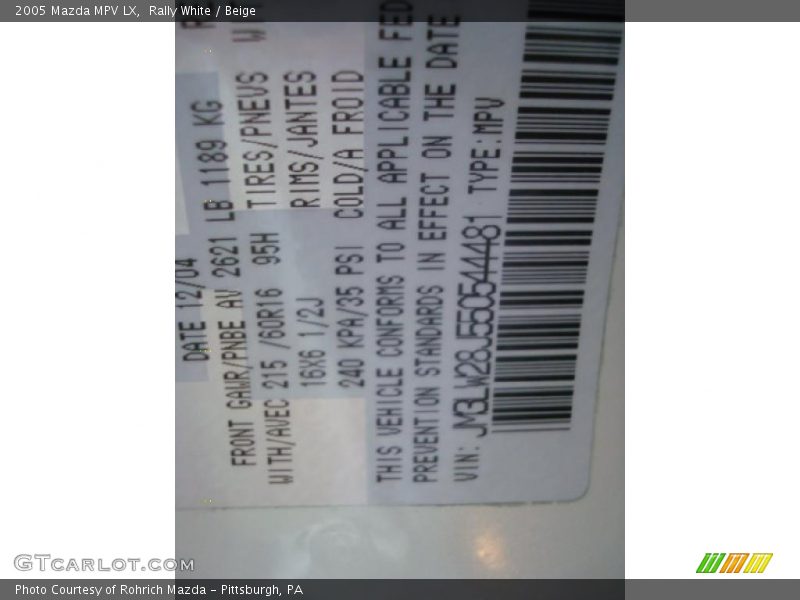 2005 Mazda MPV LX, Rally White / Beige
DATE 12/04
FRONT GAWR/PNBE AV 2621 LB 1189 KG
WITH/AVEC 215 /60R16 95H TIRES/PNEUS
16X6 1/2J RIMS/JANTES
240 KPA/35 PSI COLD/A FROID
THIS VEHICLE CONFORMS TO ALL APPLICABLE FED
PREVENTION STANDARDS IN EFFECT ON THE DATE
VIN: JM3LW28J550544481 TYPE:MPV
GTCARLOT.COM
Photo Courtesy of Rohrich Mazda - Pittsburgh, PA